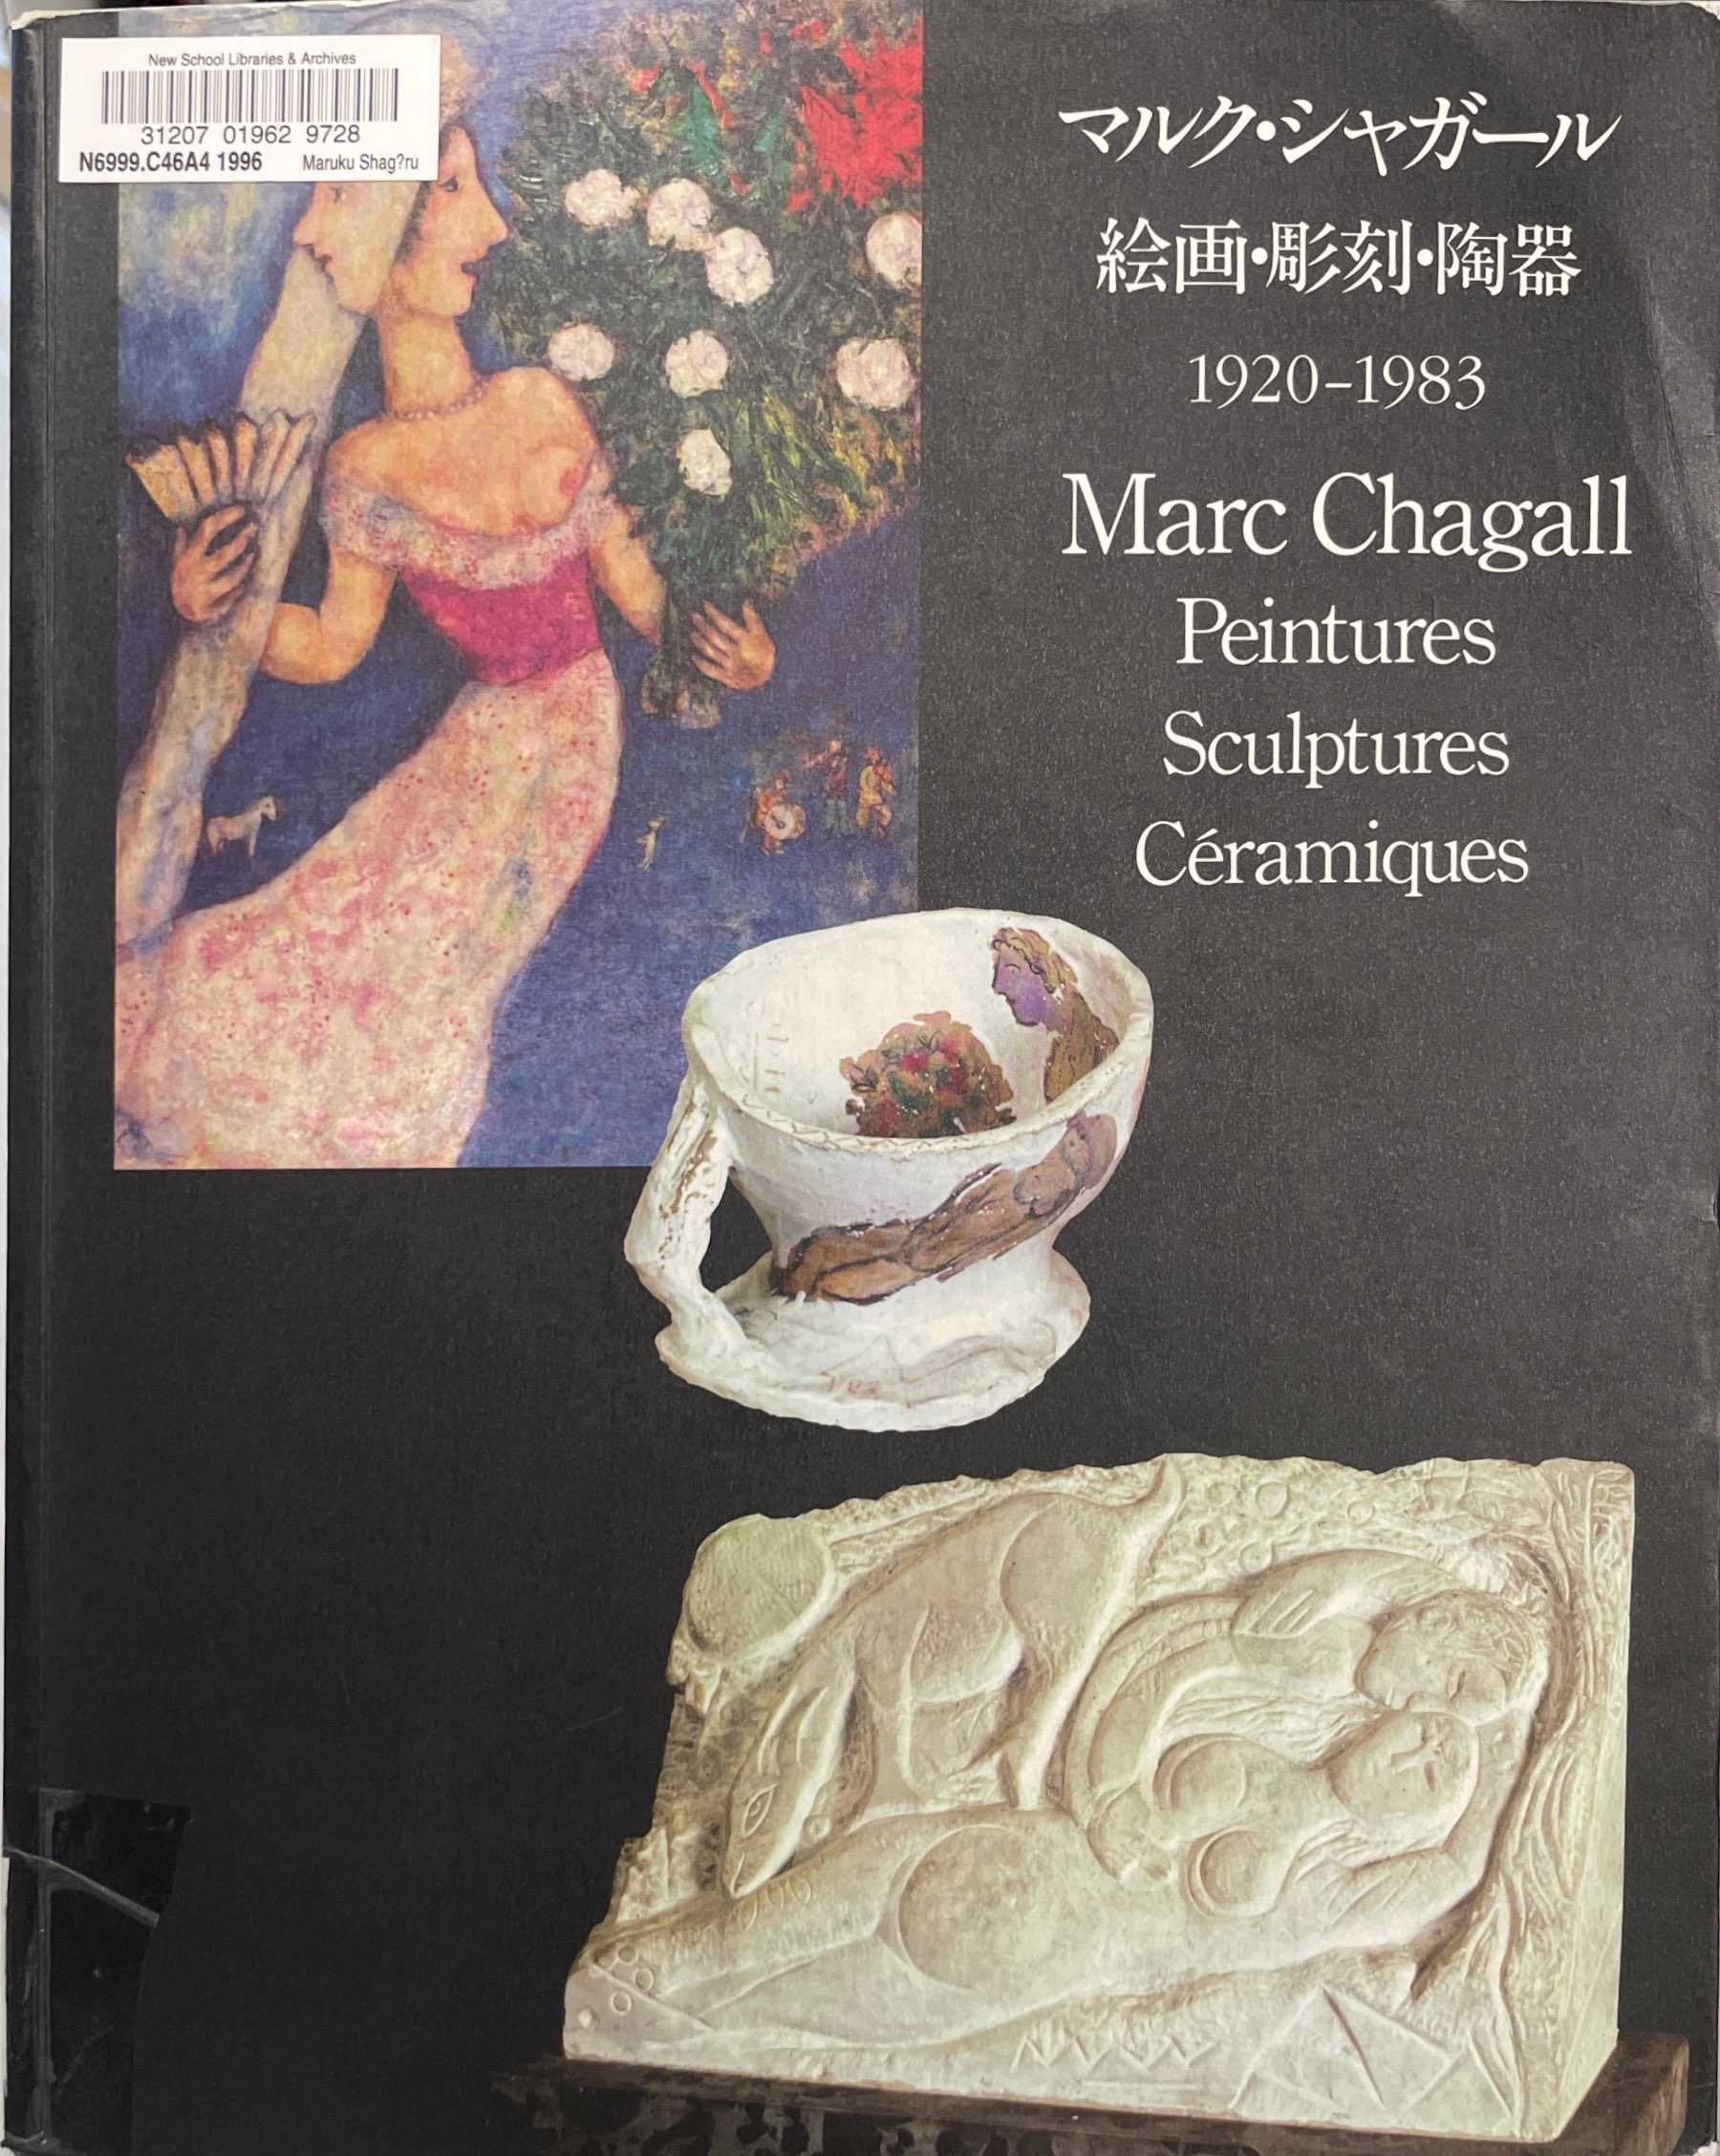 New School Libraries & Archives
31207 01962 9728
N6999.C46A4 1996 Maruku Shag?ru
マルク・シャガール
絵画・彫刻・陶器
1920–1983
Marc Chagall
Peintures
Sculptures
Céramiques